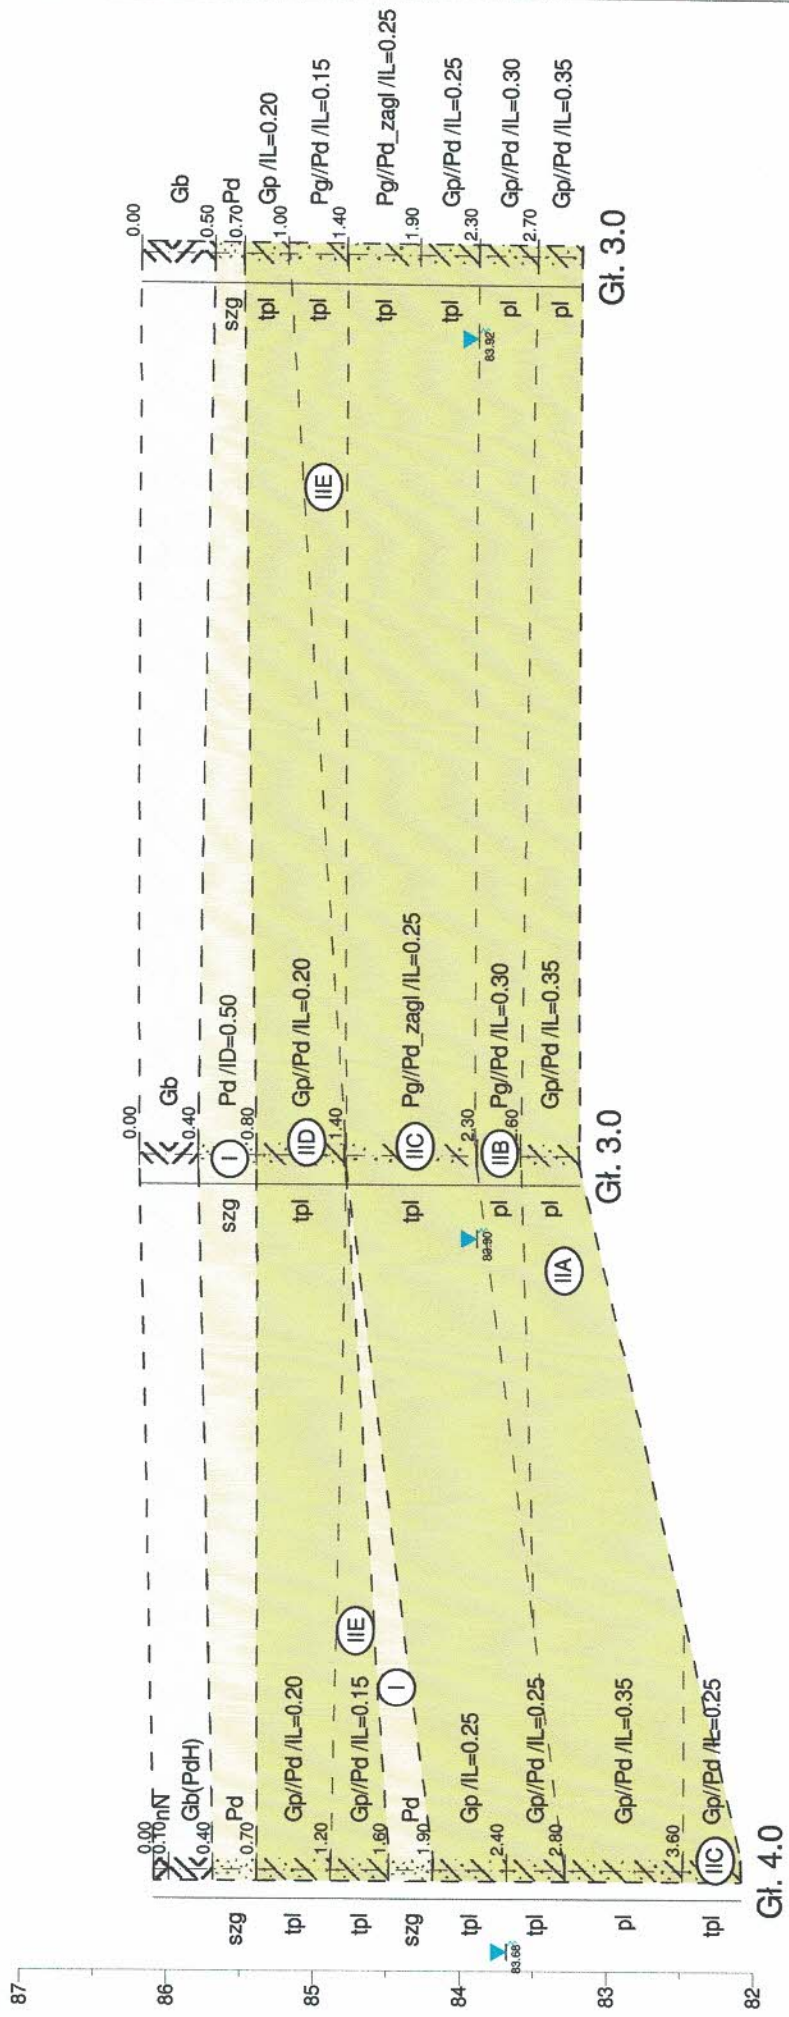 87
86
85
84
83
82
0.00
0.10 nN
Gb(PdH)
0.40
Pd
0.70
Gp//Pd /IL=0.20
1.20
Gp//Pd /IL=0.15
1.60
Pd
1.90
Gp /IL=0.25
2.40
Gp//Pd /IL=0.25
2.80
Gp//Pd /IL=0.35
3.60
Gp//Pd /IL=0.25
szg
tpl
tpl
szg
tpl
tpl
pl
tpl
83.68
Gł. 4.0
IIE
I
IIC
0.00
Gb
0.40
Pd /ID=0.50
0.80
Gp//Pd /IL=0.20
1.40
Pg//Pd_zagl /IL=0.25
2.30
Pg//Pd /IL=0.30
2.60
Gp//Pd /IL=0.35
I
IID
IIC
IIB
IIA
szg
tpl
tpl
pl
pl
Gł. 3.0
IIE
0.00
Gb
0.50
0.70 Pd
Gp /IL=0.20
1.00
Pg//Pd /IL=0.15
1.40
Pg//Pd_zagl /IL=0.25
1.90
Gp//Pd /IL=0.25
2.30
Gp//Pd /IL=0.30
2.70
Gp//Pd /IL=0.35
szg
tpl
tpl
tpl
tpl
pl
pl
83.92
Gł. 3.0